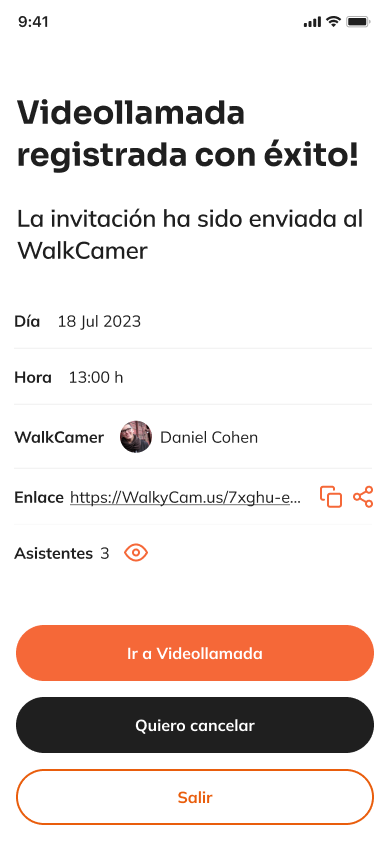 9:41
Videollamada
registrada con éxito!
La invitación ha sido enviada al
WalkCamer
Día 18 Jul 2023
Hora 13:00 h
WalkCamer Daniel Cohen
Enlace https://WalkyCam.us/7xghu-e...
Asistentes 3
Ir a Videollamada
Quiero cancelar
Salir